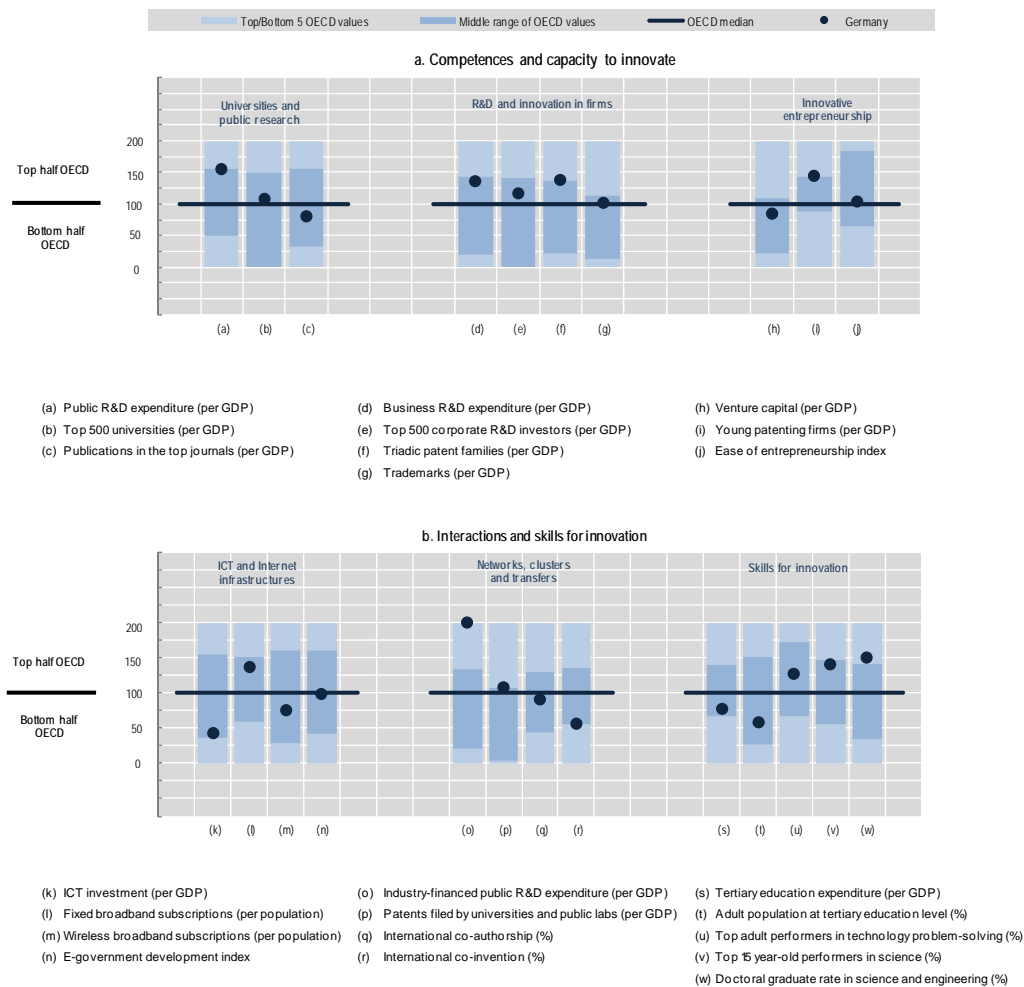 Top/Bottom 5 OECD values Middle range of OECD values OECD median Germany
a. Competences and capacity to innovate
Universities and
public research
R&D and innovation in firms
Innovative
entrepreneurship
200
150
100
50
0
Top half OECD
Bottom half
OECD
(a) (b) (c) (d) (e) (f) (g) (h) (i) (j)
(a) Public R&D expenditure (per GDP)
(b) Top 500 universities (per GDP)
(c) Publications in the top journals (per GDP)
(d) Business R&D expenditure (per GDP)
(e) Top 500 corporate R&D investors (per GDP)
(f) Triadic patent families (per GDP)
(g) Trademarks (per GDP)
(h) Venture capital (per GDP)
(i) Young patenting firms (per GDP)
(j) Ease of entrepreneurship index
b. Interactions and skills for innovation
ICT and Internet
infrastructures
Networks, clusters
and transfers
Skills for innovation
200
150
100
50
0
Top half OECD
Bottom half
OECD
(k) (l) (m) (n) (o) (p) (q) (r) (s) (t) (u) (v) (w)
(k) ICT investment (per GDP)
(l) Fixed broadband subscriptions (per population)
(m) Wireless broadband subscriptions (per population)
(n) E-government development index
(o) Industry-financed public R&D expenditure (per GDP)
(p) Patents filed by universities and public labs (per GDP)
(q) International co-authorship (%)
(r) International co-invention (%)
(s) Tertiary education expenditure (per GDP)
(t) Adult population at tertiary education level (%)
(u) Top adult performers in technology problem-solving (%)
(v) Top 15 year-old performers in science (%)
(w) Doctoral graduate rate in science and engineering (%)